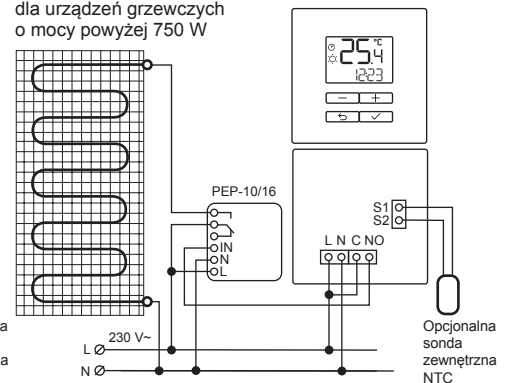 dla urządzeń grzewczych
o mocy powyżej 750 W
25.4 °C
12:23
− +
PEP-10/16
IN
N
L
S1
S2
L N C NO
230 V~
L
N
a
a
Opcjonalna
sonda
zewnętrzna
NTC